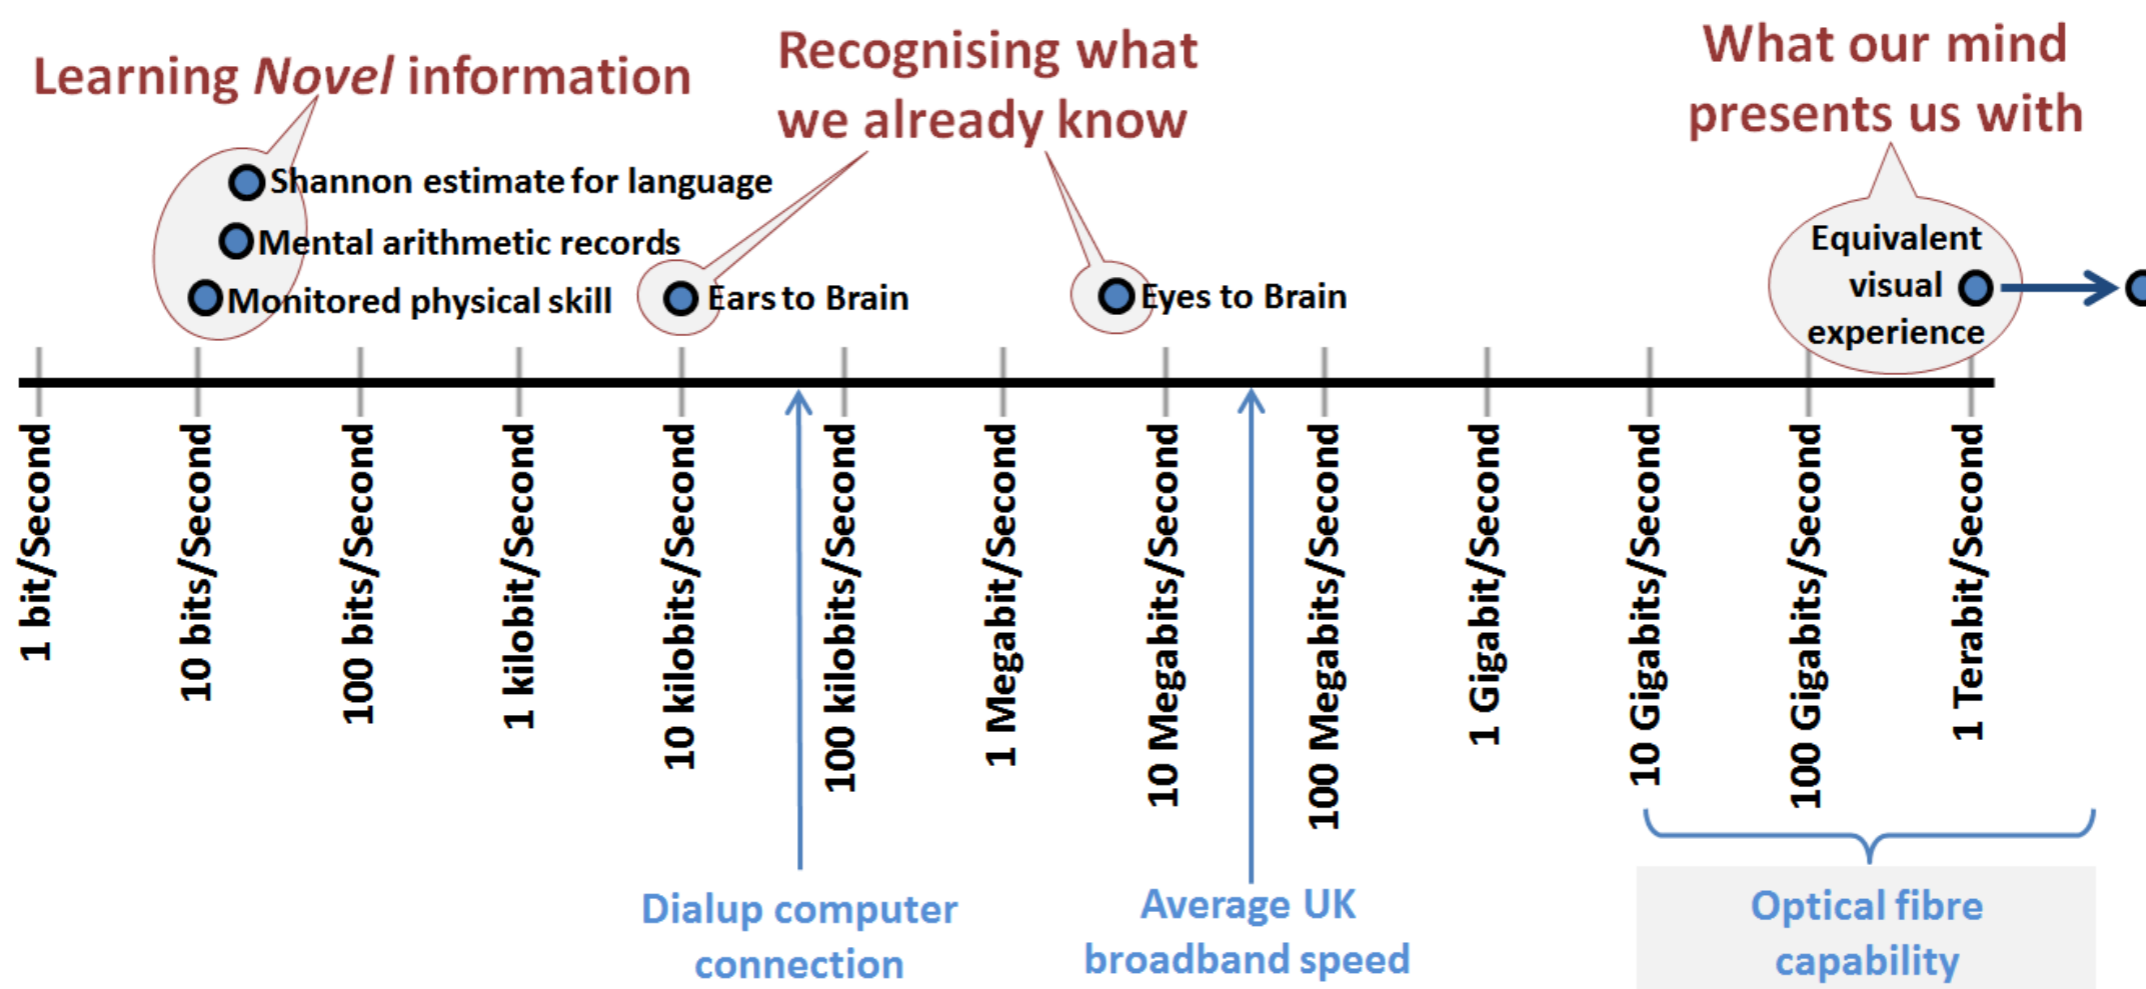 Learning Novel information
Recognising what
we already know
What our mind
presents us with
Shannon estimate for language
Mental arithmetic records
Monitored physical skill
Ears to Brain
Eyes to Brain
Equivalent
visual
experience
1 bit/Second
10 bits/Second
100 bits/Second
1 kilobit/Second
10 kilobits/Second
100 kilobits/Second
1 Megabit/Second
10 Megabits/Second
100 Megabits/Second
1 Gigabit/Second
10 Gigabits/Second
100 Gigabits/Second
1 Terabit/Second
Dialup computer
connection
Average UK
broadband speed
Optical fibre
capability